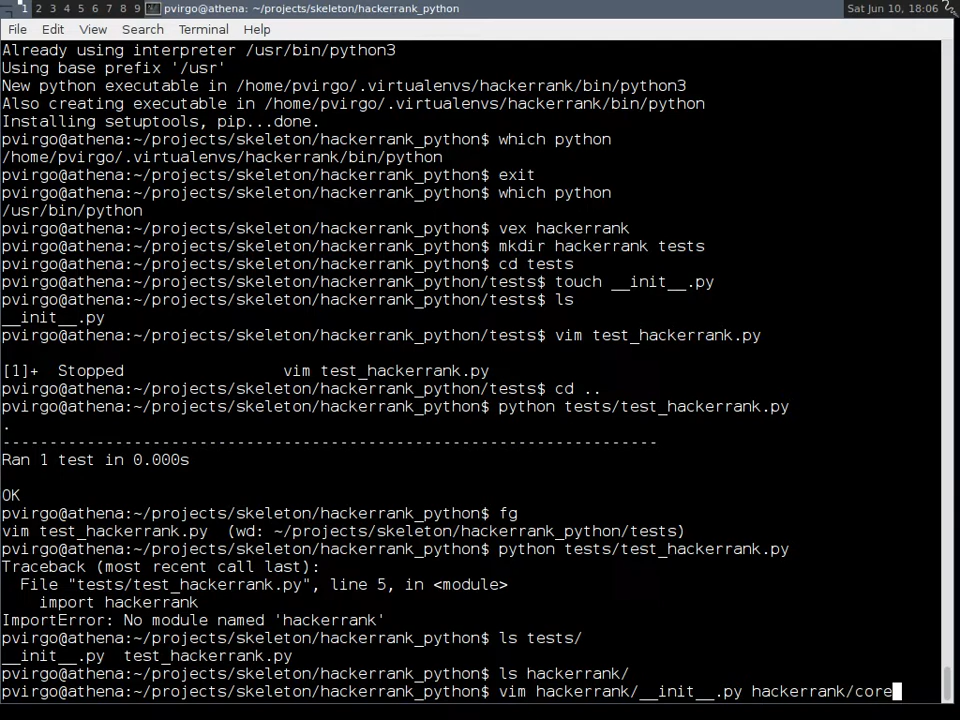 1 2 3 4 5 6 7 8 9 pvirgo@athena: ~/projects/skeleton/hackerrank_python Sat Jun 10, 18:06
File Edit View Search Terminal Help
Already using interpreter /usr/bin/python3
Using base prefix '/usr'
New python executable in /home/pvirgo/.virtualenvs/hackerrank/bin/python3
Also creating executable in /home/pvirgo/.virtualenvs/hackerrank/bin/python
Installing setuptools, pip...done.
pvirgo@athena:~/projects/skeleton/hackerrank_python$ which python
/home/pvirgo/.virtualenvs/hackerrank/bin/python
pvirgo@athena:~/projects/skeleton/hackerrank_python$ exit
pvirgo@athena:~/projects/skeleton/hackerrank_python$ which python
/usr/bin/python
pvirgo@athena:~/projects/skeleton/hackerrank_python$ vex hackerrank
pvirgo@athena:~/projects/skeleton/hackerrank_python$ mkdir hackerrank tests
pvirgo@athena:~/projects/skeleton/hackerrank_python$ cd tests
pvirgo@athena:~/projects/skeleton/hackerrank_python/tests$ touch __init__.py
pvirgo@athena:~/projects/skeleton/hackerrank_python/tests$ ls
__init__.py
pvirgo@athena:~/projects/skeleton/hackerrank_python/tests$ vim test_hackerrank.py
[1]+  Stopped                 vim test_hackerrank.py
pvirgo@athena:~/projects/skeleton/hackerrank_python/tests$ cd ..
pvirgo@athena:~/projects/skeleton/hackerrank_python$ python tests/test_hackerrank.py
.
----------------------------------------------------------------------
Ran 1 test in 0.000s
OK
pvirgo@athena:~/projects/skeleton/hackerrank_python$ fg
vim test_hackerrank.py  (wd: ~/projects/skeleton/hackerrank_python/tests)
pvirgo@athena:~/projects/skeleton/hackerrank_python$ python tests/test_hackerrank.py
Traceback (most recent call last):
  File "tests/test_hackerrank.py", line 5, in <module>
    import hackerrank
ImportError: No module named 'hackerrank'
pvirgo@athena:~/projects/skeleton/hackerrank_python$ ls tests/
__init__.py  test_hackerrank.py
pvirgo@athena:~/projects/skeleton/hackerrank_python$ ls hackerrank/
pvirgo@athena:~/projects/skeleton/hackerrank_python$ vim hackerrank/__init__.py hackerrank/core